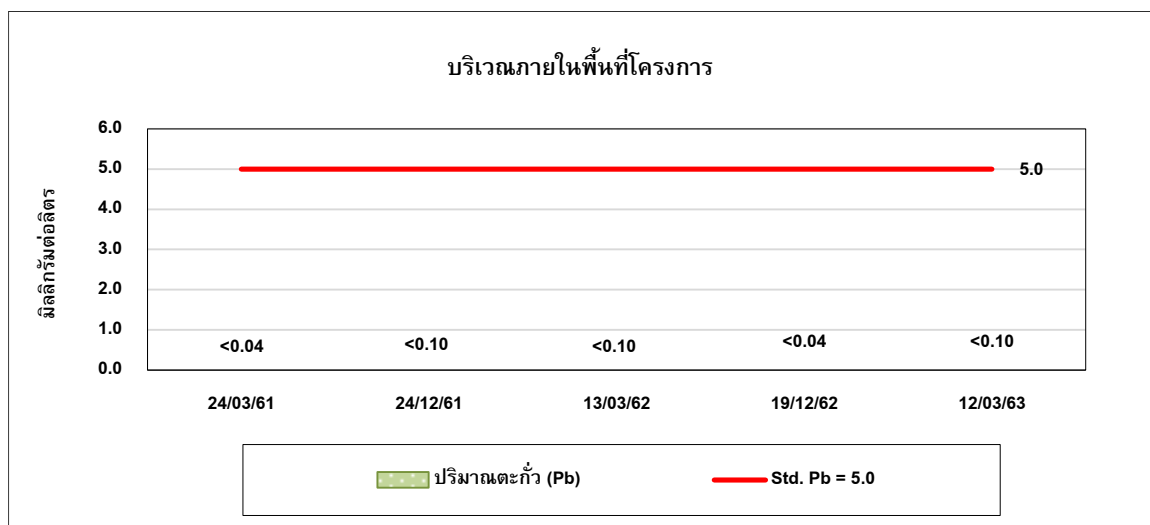 บริเวณภายในพื้นที่โครงการ
มิลลิกรัมต่อลิตร
6.0
5.0
5.0
4.0
3.0
2.0
1.0
<0.04 <0.10 <0.10 <0.04 <0.10
0.0
24/03/61 24/12/61 13/03/62 19/12/62 12/03/63
ปริมาณตะกั่ว (Pb) Std. Pb = 5.0